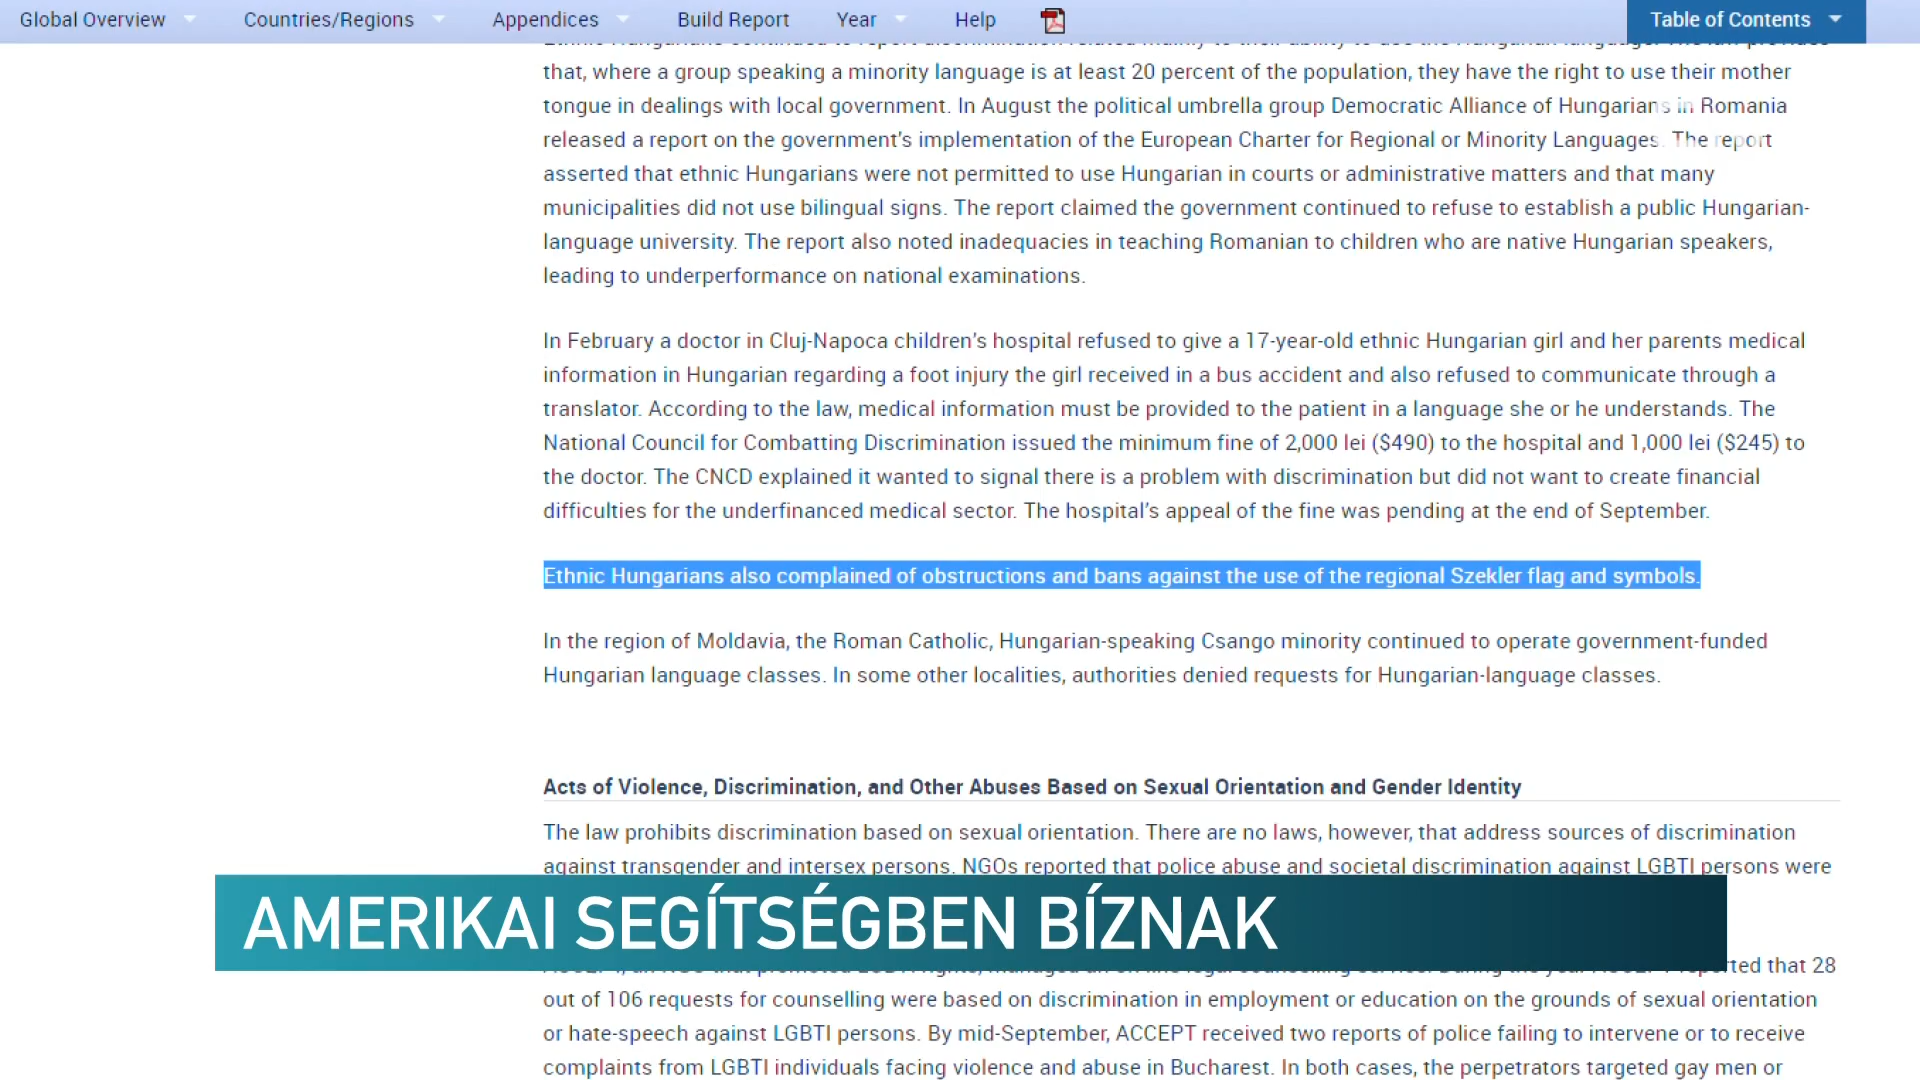 Global Overview Countries/Regions Appendices Build Report Year Help Table of Contents
that, where a group speaking a minority language is at least 20 percent of the population, they have the right to use their mother
tongue in dealings with local government. In August the political umbrella group Democratic Alliance of Hungarians in Romania
released a report on the government's implementation of the European Charter for Regional or Minority Languages. The report
asserted that ethnic Hungarians were not permitted to use Hungarian in courts or administrative matters and that many
municipalities did not use bilingual signs. The report claimed the government continued to refuse to establish a public Hungarian-
language university. The report also noted inadequacies in teaching Romanian to children who are native Hungarian speakers,
leading to underperformance on national examinations.
In February a doctor in Cluj-Napoca children's hospital refused to give a 17-year-old ethnic Hungarian girl and her parents medical
information in Hungarian regarding a foot injury the girl received in a bus accident and also refused to communicate through a
translator. According to the law, medical information must be provided to the patient in a language she or he understands. The
National Council for Combatting Discrimination issued the minimum fine of 2,000 lei ($490) to the hospital and 1,000 lei ($245) to
the doctor. The CNCD explained it wanted to signal there is a problem with discrimination but did not want to create financial
difficulties for the underfinanced medical sector. The hospital's appeal of the fine was pending at the end of September.
Ethnic Hungarians also complained of obstructions and bans against the use of the regional Szekler flag and symbols.
In the region of Moldavia, the Roman Catholic, Hungarian-speaking Csango minority continued to operate government-funded
Hungarian language classes. In some other localities, authorities denied requests for Hungarian-language classes.
Acts of Violence, Discrimination, and Other Abuses Based on Sexual Orientation and Gender Identity
The law prohibits discrimination based on sexual orientation. There are no laws, however, that address sources of discrimination
against transgender and intersex persons. NGOs reported that police abuse and societal discrimination against LGBTI persons were
AMERIKAI SEGÍTSÉGBEN BÍZNAK
that 28
out of 106 requests for counselling were based on discrimination in employment or education on the grounds of sexual orientation
or hate-speech against LGBTI persons. By mid-September, ACCEPT received two reports of police failing to intervene or to receive
complaints from LGBTI individuals facing violence and abuse in Bucharest. In both cases, the perpetrators targeted gay men or